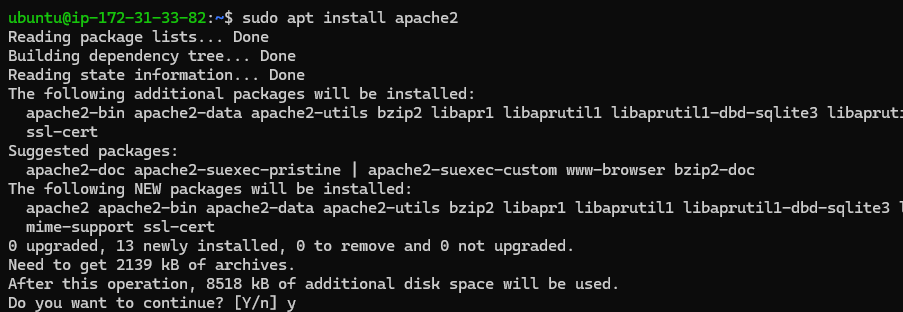 ubuntu@ip-172-31-33-82:~$ sudo apt install apache2
Reading package lists... Done
Building dependency tree... Done
Reading state information... Done
The following additional packages will be installed:
  apache2-bin apache2-data apache2-utils bzip2 libapr1 libaprutil1 libaprutil1-dbd-sqlite3
  ssl-cert
Suggested packages:
  apache2-doc apache2-suexec-pristine | apache2-suexec-custom www-browser bzip2-doc
The following NEW packages will be installed:
  apache2 apache2-bin apache2-data apache2-utils bzip2 libapr1 libaprutil1 libaprutil1-dbd-sqlite3
  mime-support ssl-cert
0 upgraded, 13 newly installed, 0 to remove and 0 not upgraded.
Need to get 2139 kB of archives.
After this operation, 8518 kB of additional disk space will be used.
Do you want to continue? [Y/n] y